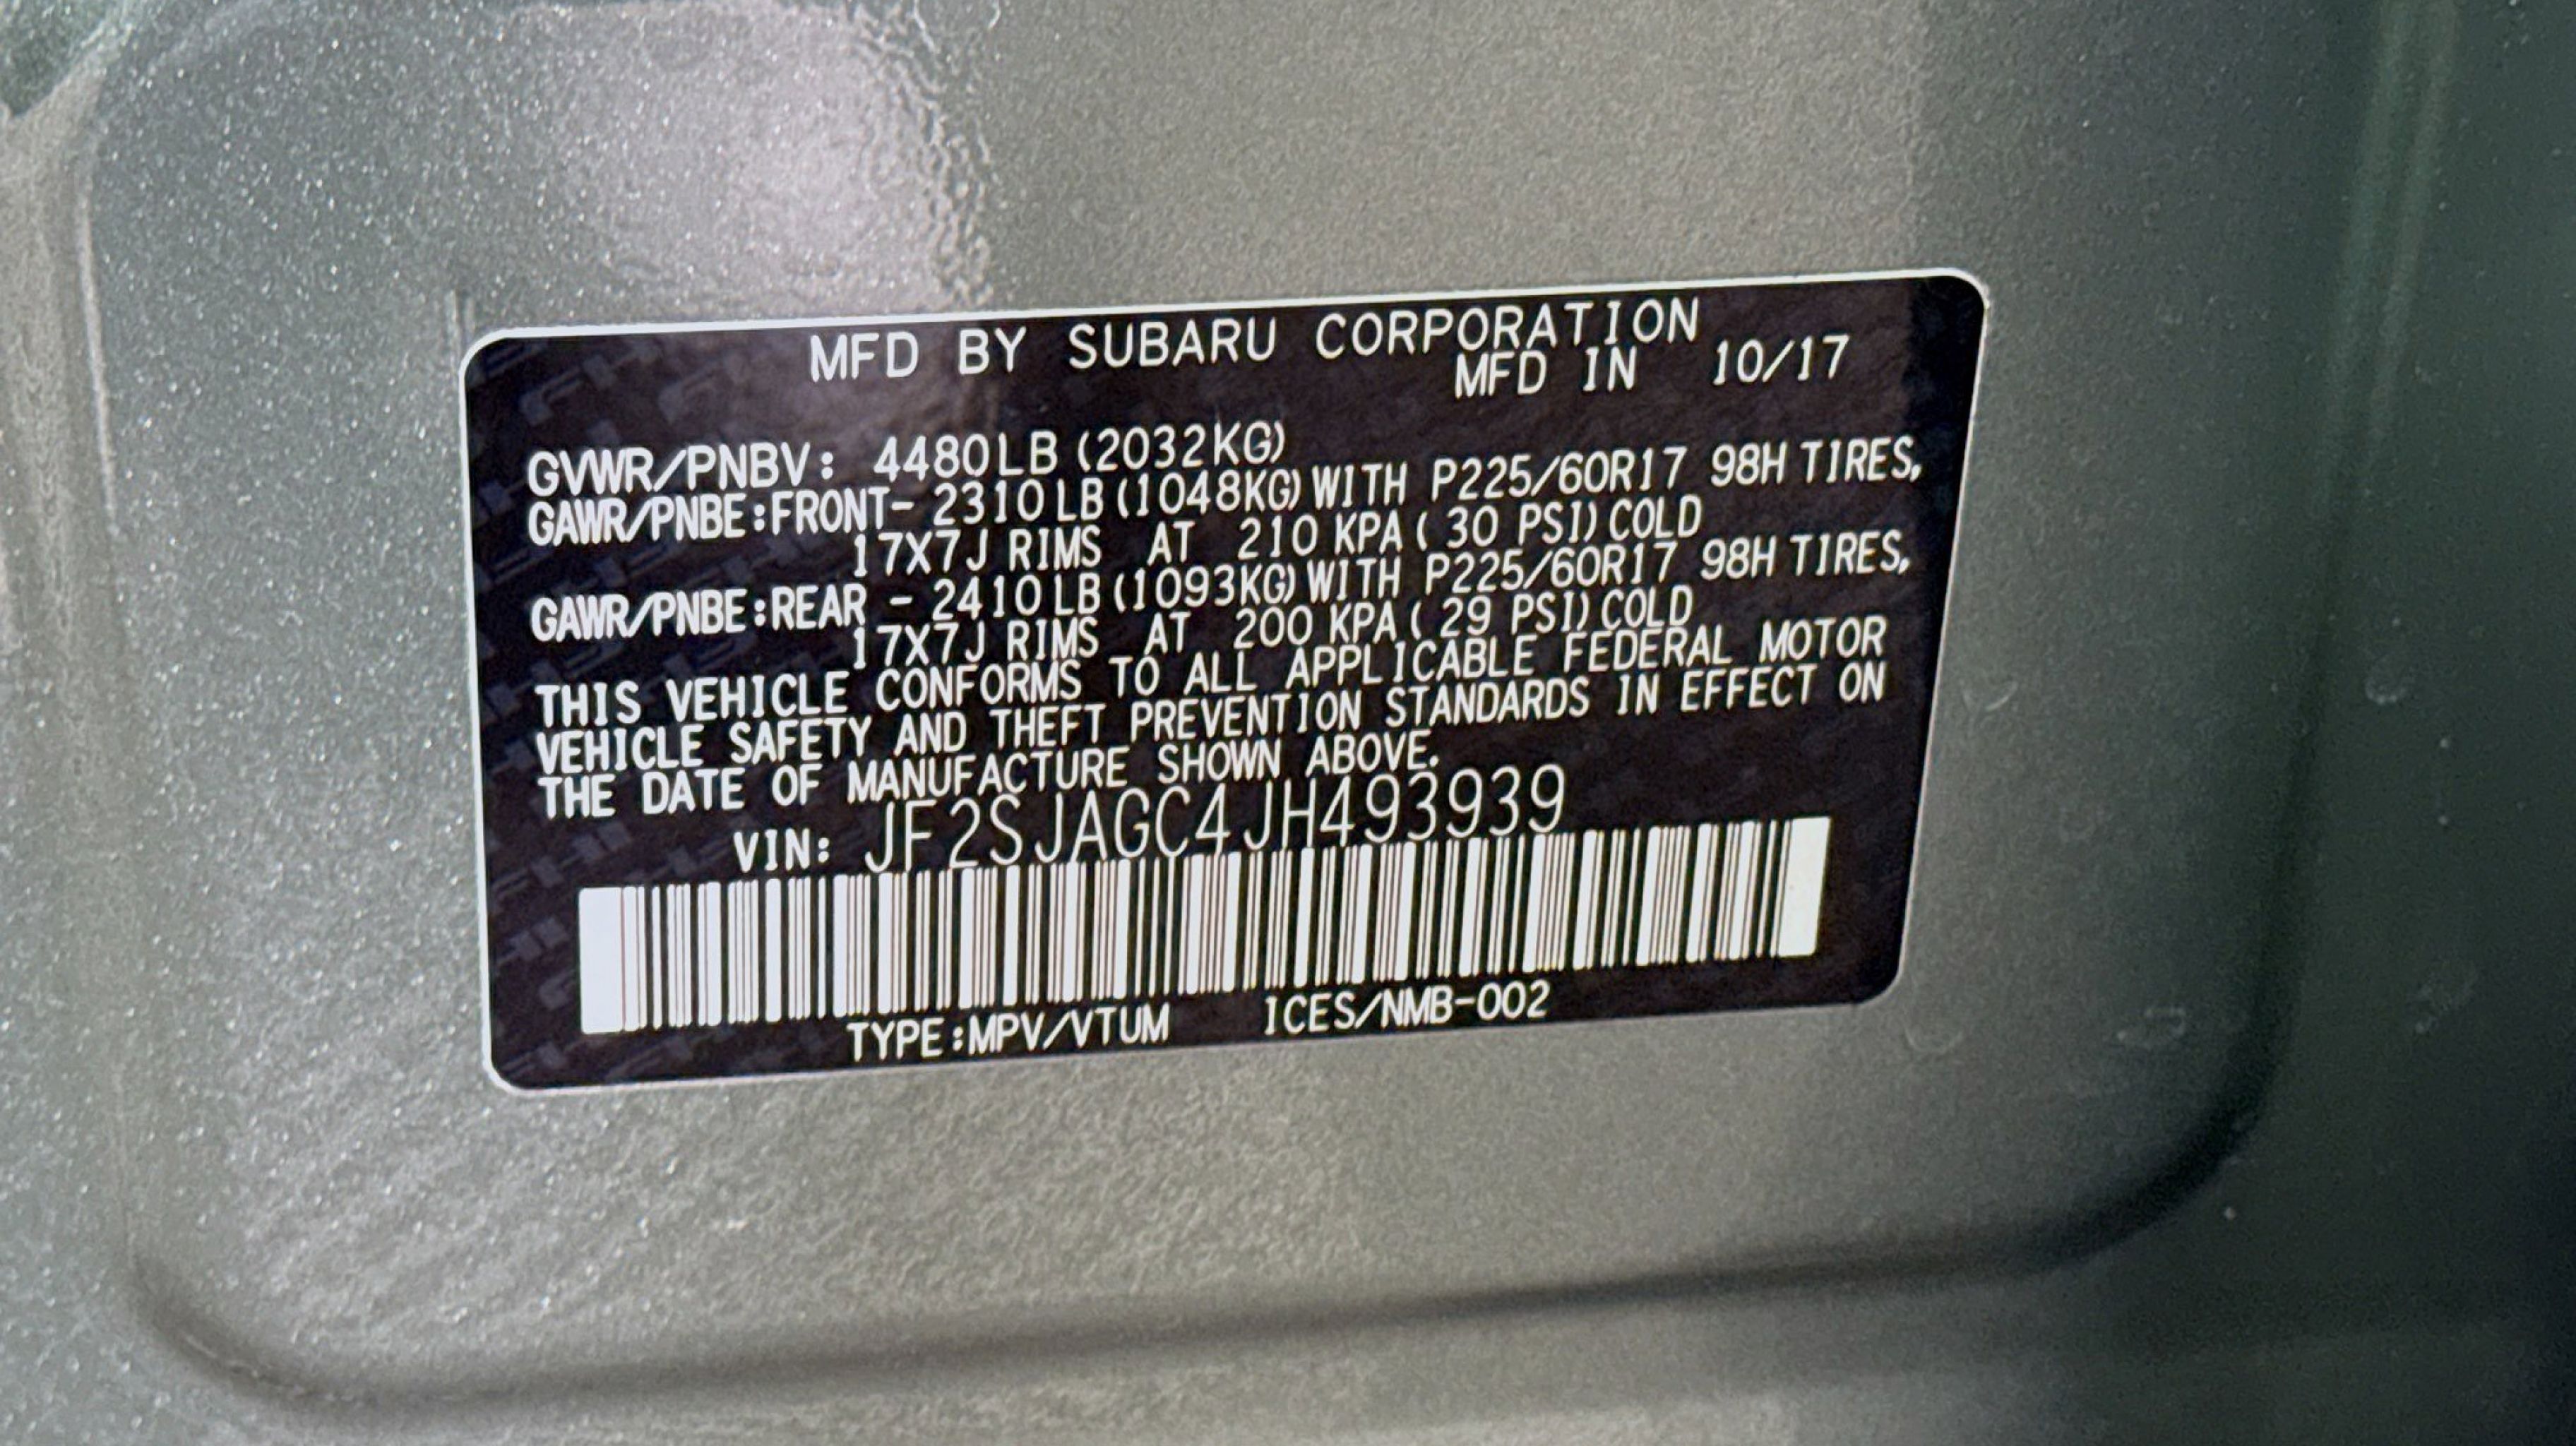 MFD BY SUBARU CORPORATION
MFD IN 10/17
GVWR/PNBV: 4480LB (2032KG)
GAWR/PNBE:FRONT- 2310LB (1048KG) WITH P225/60R17 98H TIRES,
17X7J RIMS AT 210 KPA ( 30 PSI) COLD
GAWR/PNBE:REAR - 2410LB (1093KG) WITH P225/60R17 98H TIRES,
17X7J RIMS AT 200 KPA ( 29 PSI) COLD
THIS VEHICLE CONFORMS TO ALL APPLICABLE FEDERAL MOTOR
VEHICLE SAFETY AND THEFT PREVENTION STANDARDS IN EFFECT ON
THE DATE OF MANUFACTURE SHOWN ABOVE.
VIN: JF2SJAGC4JH493939
TYPE:MPV/VTUM ICES/NMB-002